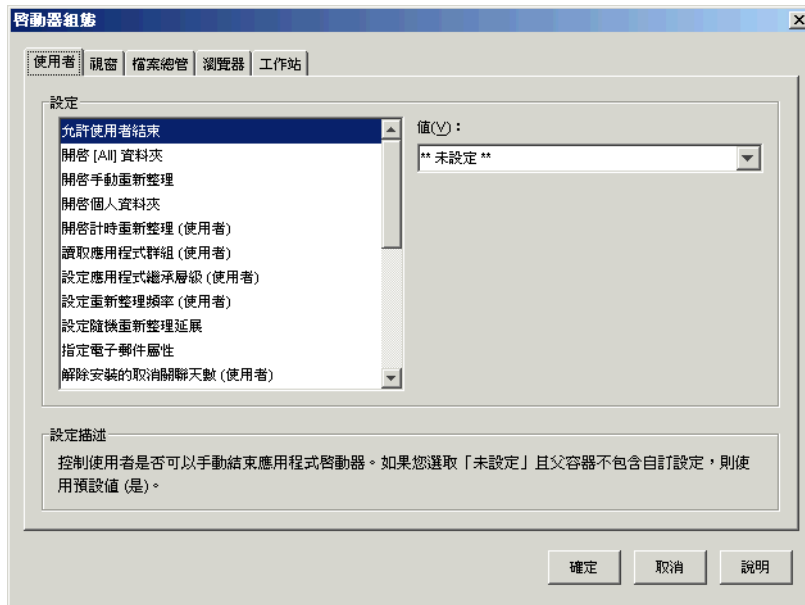 啓動器組態
使用者 視窗 檔案總管 瀏覽器 工作站
設定
允許使用者結束
開啓 [All] 資料夾
開啓手動重新整理
開啓個人資料夾
開啓計時重新整理 (使用者)
讀取應用程式群組 (使用者)
設定應用程式繼承層級 (使用者)
設定重新整理頻率 (使用者)
設定隨機重新整理延展
指定電子郵件屬性
解除安裝的取消關聯天數 (使用者)
值(V)：
** 未設定 **
設定描述
控制使用者是否可以手動結束應用程式啓動器。如果您選取「未設定」且父容器不包含自訂設定，則使
用預設值 (是)。
確定 取消 說明